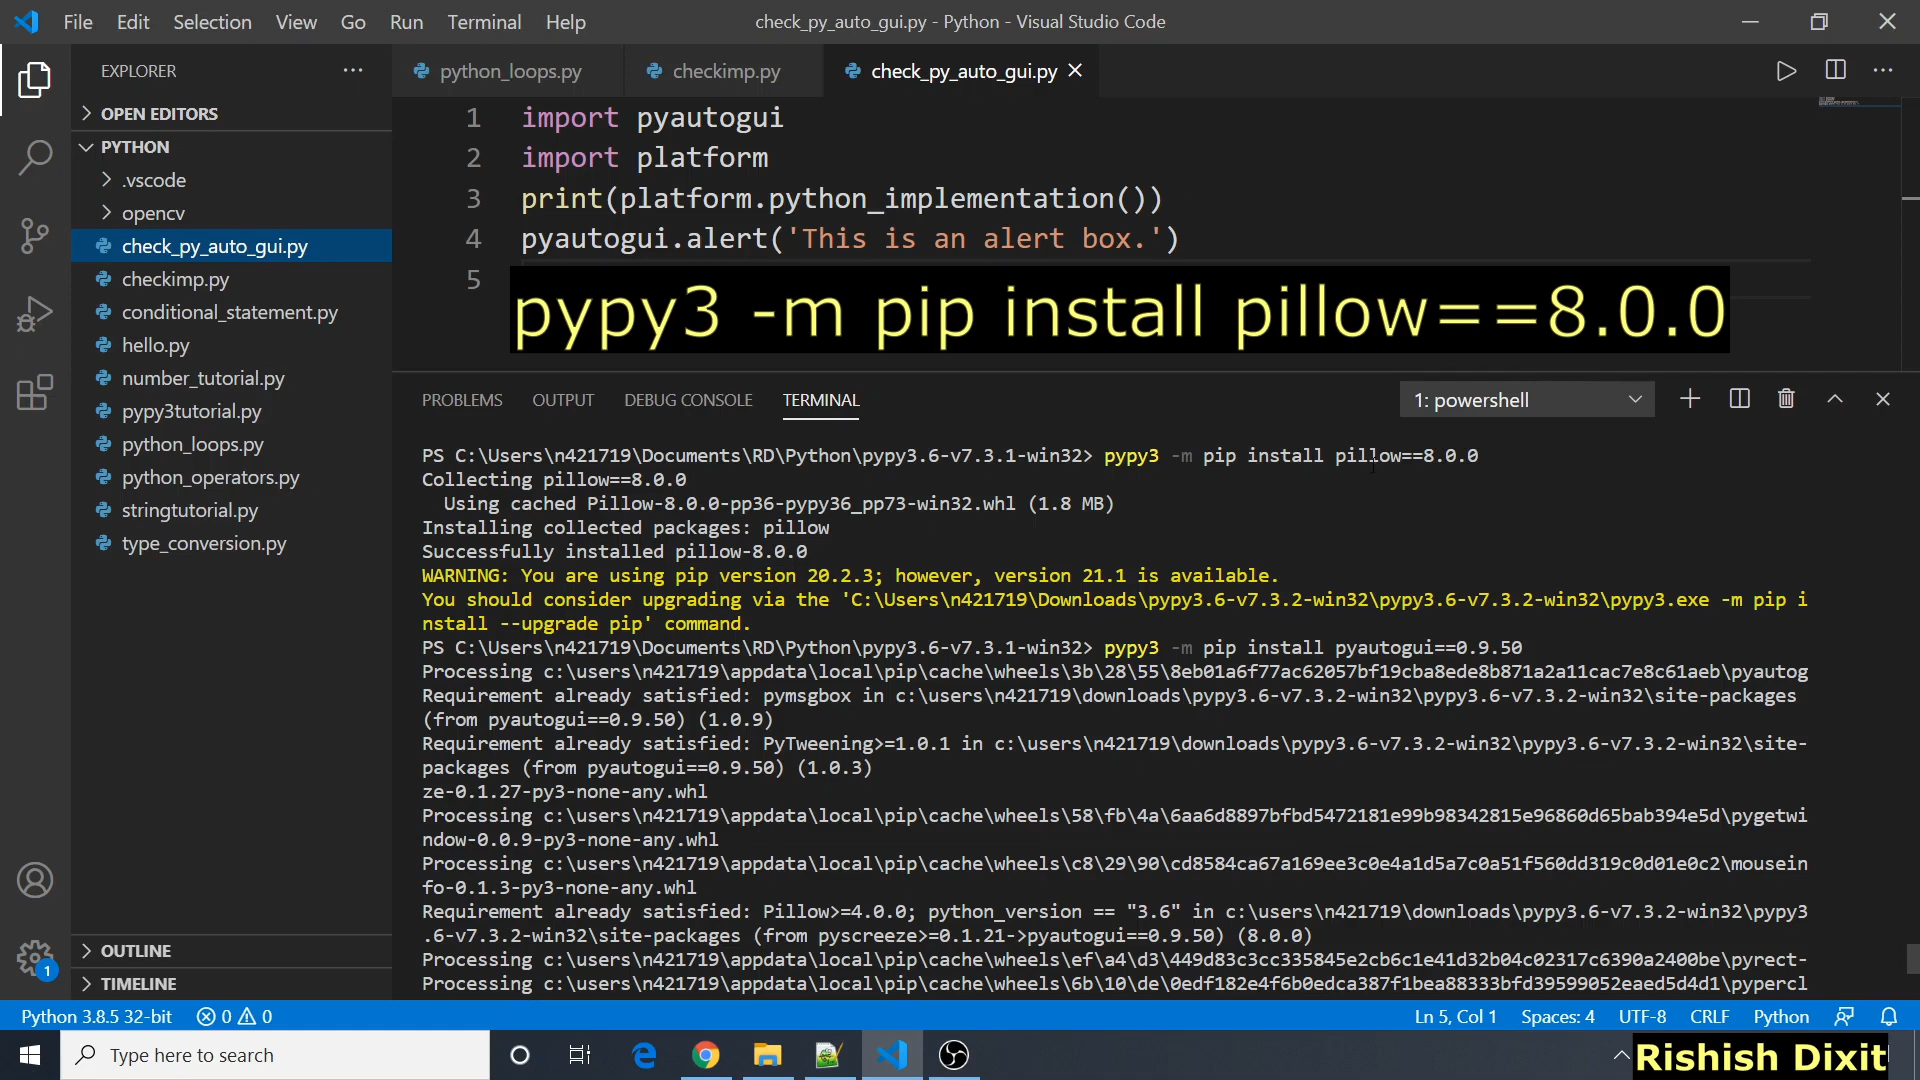 File Edit Selection View Go Run Terminal Help
check_py_auto_gui.py - Python - Visual Studio Code
EXPLORER
OPEN EDITORS
PYTHON
.vscode
opencv
check_py_auto_gui.py
checkimp.py
conditional_statement.py
hello.py
number_tutorial.py
pypy3tutorial.py
python_loops.py
python_operators.py
stringtutorial.py
type_conversion.py
OUTLINE
TIMELINE
python_loops.py checkimp.py check_py_auto_gui.py
1 import pyautogui
2 import platform
3 print(platform.python_implementation())
4 pyautogui.alert('This is an alert box.')
5
pypy3 -m pip install pillow==8.0.0
PROBLEMS OUTPUT DEBUG CONSOLE TERMINAL
1: powershell
PS C:\Users\n421719\Documents\RD\Python\pypy3.6-v7.3.1-win32> pypy3 -m pip install pillow==8.0.0
Collecting pillow==8.0.0
Using cached Pillow-8.0.0-pp36-pypy36_pp73-win32.whl (1.8 MB)
Installing collected packages: pillow
Successfully installed pillow-8.0.0
WARNING: You are using pip version 20.2.3; however, version 21.1 is available.
You should consider upgrading via the 'C:\Users\n421719\Downloads\pypy3.6-v7.3.2-win32\pypy3.6-v7.3.2-win32\pypy3.exe -m pip i
nstall --upgrade pip' command.
PS C:\Users\n421719\Documents\RD\Python\pypy3.6-v7.3.1-win32> pypy3 -m pip install pyautogui==0.9.50
Processing c:\users\n421719\appdata\local\pip\cache\wheels\3b\28\55\8eb01a6f77ac62057bf19cba8ede8b871a2a11cac7e8c61aeb\pyautog
Requirement already satisfied: pymsgbox in c:\users\n421719\downloads\pypy3.6-v7.3.2-win32\pypy3.6-v7.3.2-win32\site-packages
(from pyautogui==0.9.50) (1.0.9)
Requirement already satisfied: PyTweening>=1.0.1 in c:\users\n421719\downloads\pypy3.6-v7.3.2-win32\pypy3.6-v7.3.2-win32\site-
packages (from pyautogui==0.9.50) (1.0.3)
ze-0.1.27-py3-none-any.whl
Processing c:\users\n421719\appdata\local\pip\cache\wheels\58\fb\4a\6aa6d8897bfbd5472181e99b98342815e96860d65bab394e5d\pygetwi
ndow-0.0.9-py3-none-any.whl
Processing c:\users\n421719\appdata\local\pip\cache\wheels\c8\29\90\cd8584ca67a169ee3c0e4a1d5a7c0a51f560dd319c0d01e0c2\mousein
fo-0.1.3-py3-none-any.whl
Requirement already satisfied: Pillow>=4.0.0; python_version == "3.6" in c:\users\n421719\downloads\pypy3.6-v7.3.2-win32\pypy3
.6-v7.3.2-win32\site-packages (from pyscreeze>=0.1.21->pyautogui==0.9.50) (8.0.0)
Processing c:\users\n421719\appdata\local\pip\cache\wheels\ef\a4\d3\449d83c3cc335845e2cb6c1e41d32b04c02317c6390a2400be\pyrect-
Processing c:\users\n421719\appdata\local\pip\cache\wheels\6b\10\de\0edf182e4f6b0edca387f1bea88333bfd39599052eaed5d4d1\pypercl
1
Python 3.8.5 32-bit 0 0
Ln 5, Col 1 Spaces: 4 UTF-8 CRLF Python
Type here to search
Rishish Dixit